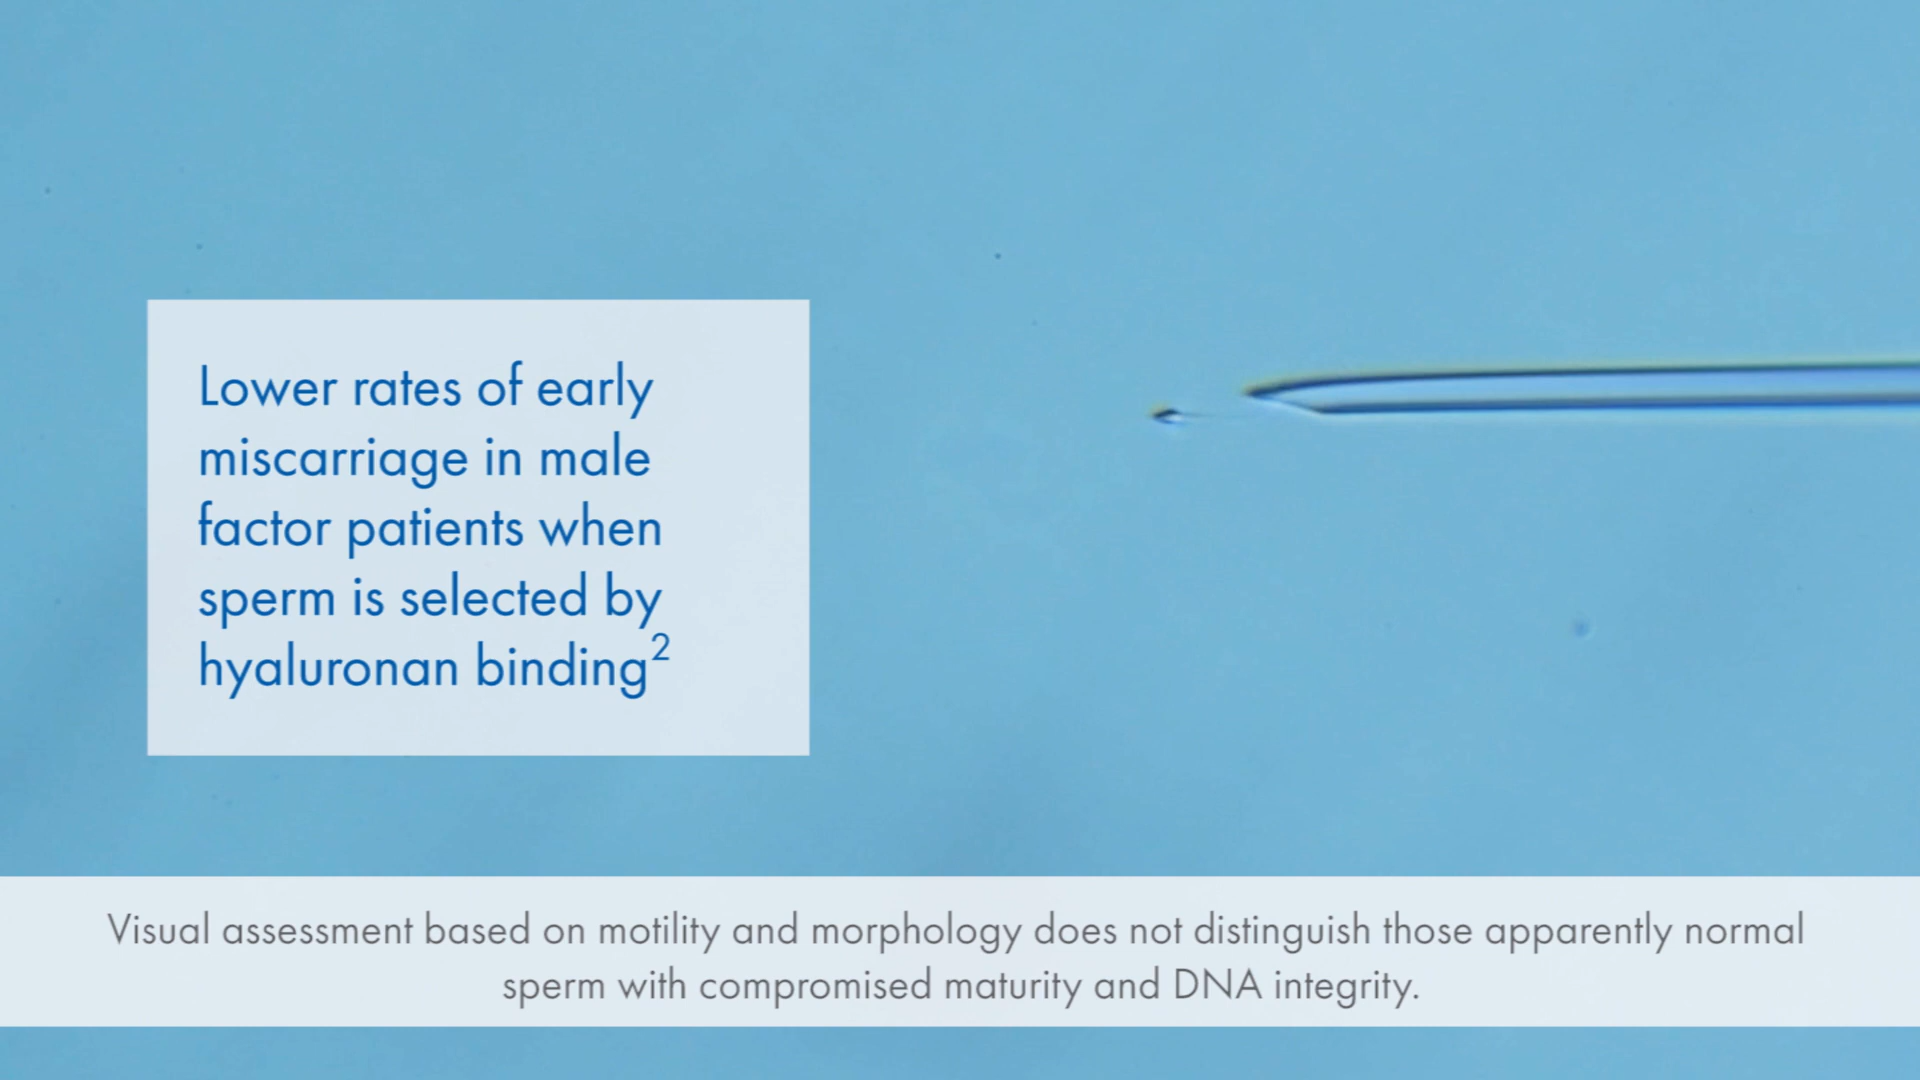 Lower rates of early
miscarriage in male
factor patients when
sperm is selected by
hyaluronan binding²
Visual assessment based on motility and morphology does not distinguish those apparently normal
sperm with compromised maturity and DNA integrity.